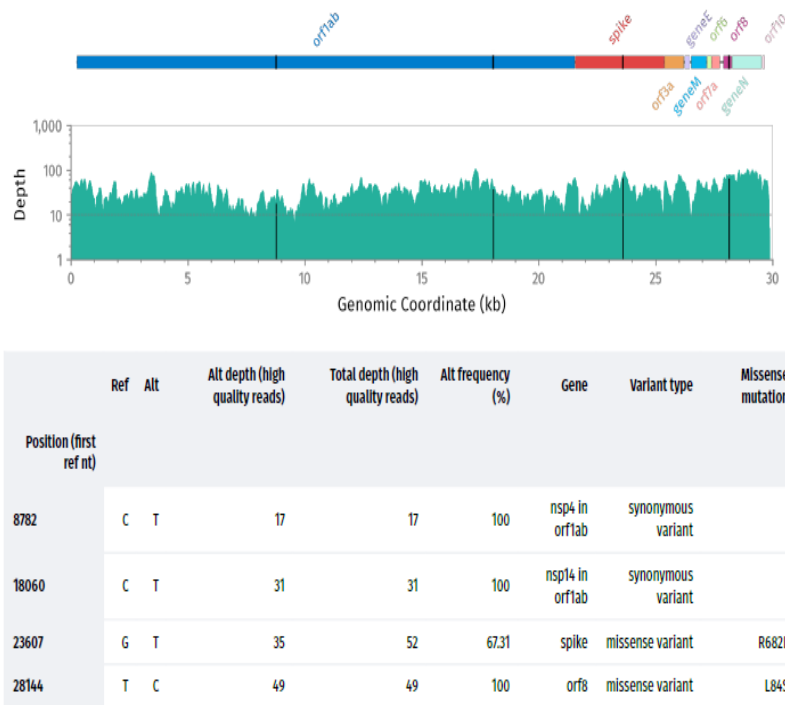 orf1ab spike geneE orf6 orf8 orf10
orf3a geneM orf7a geneN
Depth
1,000
100
10
1
0 5 10 15 20 25 30
Genomic Coordinate (kb)
Ref Alt Alt depth (high quality reads) Total depth (high quality reads) Alt frequency (%) Gene Variant type Missense mutation
Position (first ref nt)
8782 C T 17 17 100 nsp4 in orf1ab synonymous variant
18060 C T 31 31 100 nsp14 in orf1ab synonymous variant
23607 G T 35 52 67.31 spike missense variant R682
28144 T C 49 49 100 orf8 missense variant L84S